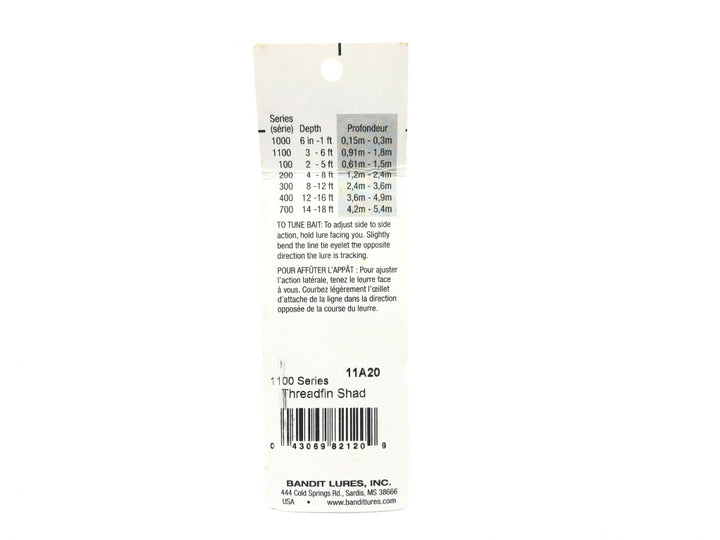 Series
(série) Depth Profondeur
1000 6 in -1 ft 0,15m - 0,3m
1100 3 - 6 ft 0,91m - 1,8m
100 2 - 5 ft 0,61m - 1,5m
200 4 - 8 ft 1,2m - 2,4m
300 8 -12 ft 2,4m - 3,6m
400 12 -16 ft 3,6m - 4,9m
700 14 -18 ft 4,2m - 5,4m
TO TUNE BAIT: To adjust side to side
action, hold lure facing you. Slightly
bend the line tie eyelet the opposite
direction the lure is tracking.
POUR AFFÛTER L'APPÂT : Pour ajuster
l'action latérale, tenez le leurre face
à vous. Courbez légèrement l'œillet
d'attache de la ligne dans la direction
opposée de la course du leurre.
11A20
1100 Series
Threadfin Shad
0 43069 82120 9
BANDIT LURES, INC.
444 Cold Springs Rd., Sardis, MS 38666
USA • www.banditlures.com